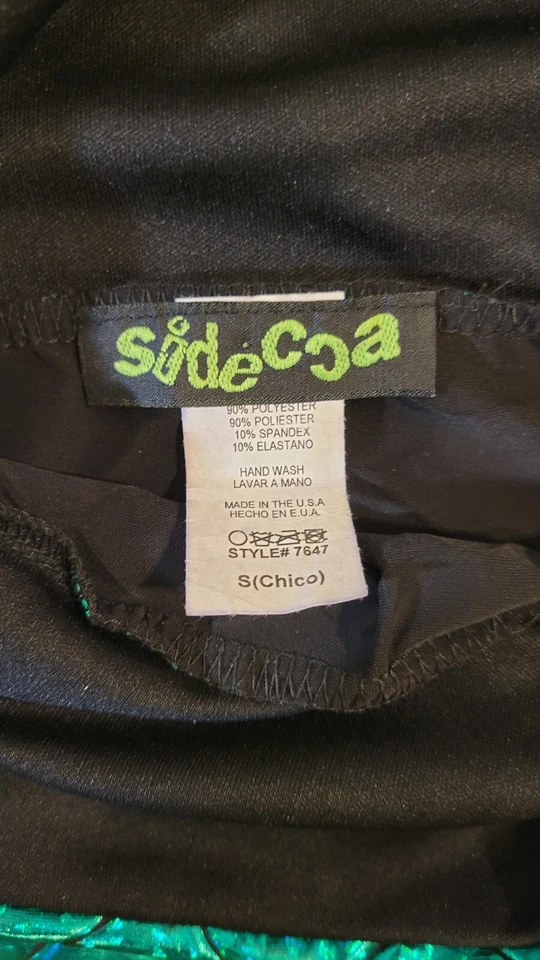 sidecca
90% POLYESTER
90% POLIESTER
10% SPANDEX
10% ELASTANO
HAND WASH
LAVAR A MANO
MADE IN THE U.S.A
HECHO EN E.U.A.
STYLE# 7647
S(Chico)